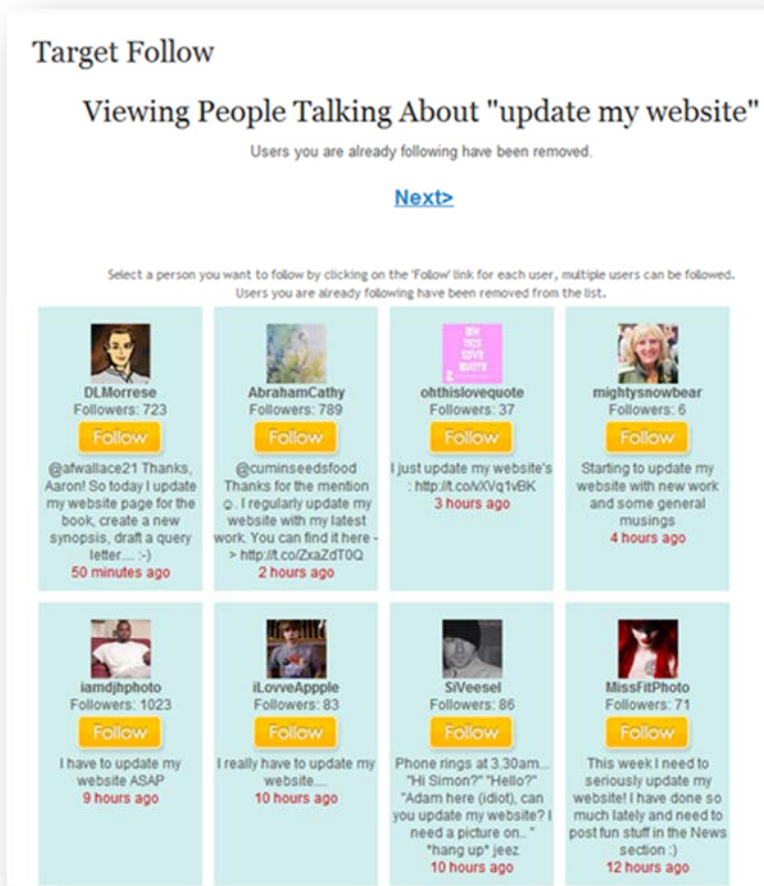 Target Follow
Viewing People Talking About "update my website"
Users you are already following have been removed.
Next>
Select a person you want to follow by clicking on the 'Follow' link for each user, multiple users can be followed.
Users you are already following have been removed from the list.
DLMorrese
Followers: 723
Follow
@afwallace21 Thanks,
Aaron! So today I update
my website page for the
book, create a new
synopsis, draft a query
letter.... :-)
50 minutes ago
AbrahamCathy
Followers: 789
Follow
@cuminseedsfood
Thanks for the mention
☺. I regularly update my
website with my latest
work. You can find it here -
> http://t.co/ZxaZdT0Q
2 hours ago
OH
THIS
LOVE
QUOTE
ohthislovequote
Followers: 37
Follow
I just update my website's
: http://t.co/vXVq1vBK
3 hours ago
mightysnowbear
Followers: 6
Follow
Starting to update my
website with new work
and some general
musings
4 hours ago
iamdjhphoto
Followers: 1023
Follow
I have to update my
website ASAP
9 hours ago
iLovveAppple
Followers: 83
Follow
I really have to update my
website....
10 hours ago
SiVeesel
Followers: 86
Follow
Phone rings at 3.30am...
"Hi Simon?" "Hello?"
"Adam here (idiot), can
you update my website? I
need a picture on.. "
*hang up* jeez
10 hours ago
MissFitPhoto
Followers: 71
Follow
This week I need to
seriously update my
website! I have done so
much lately and need to
post fun stuff in the News
section :)
12 hours ago